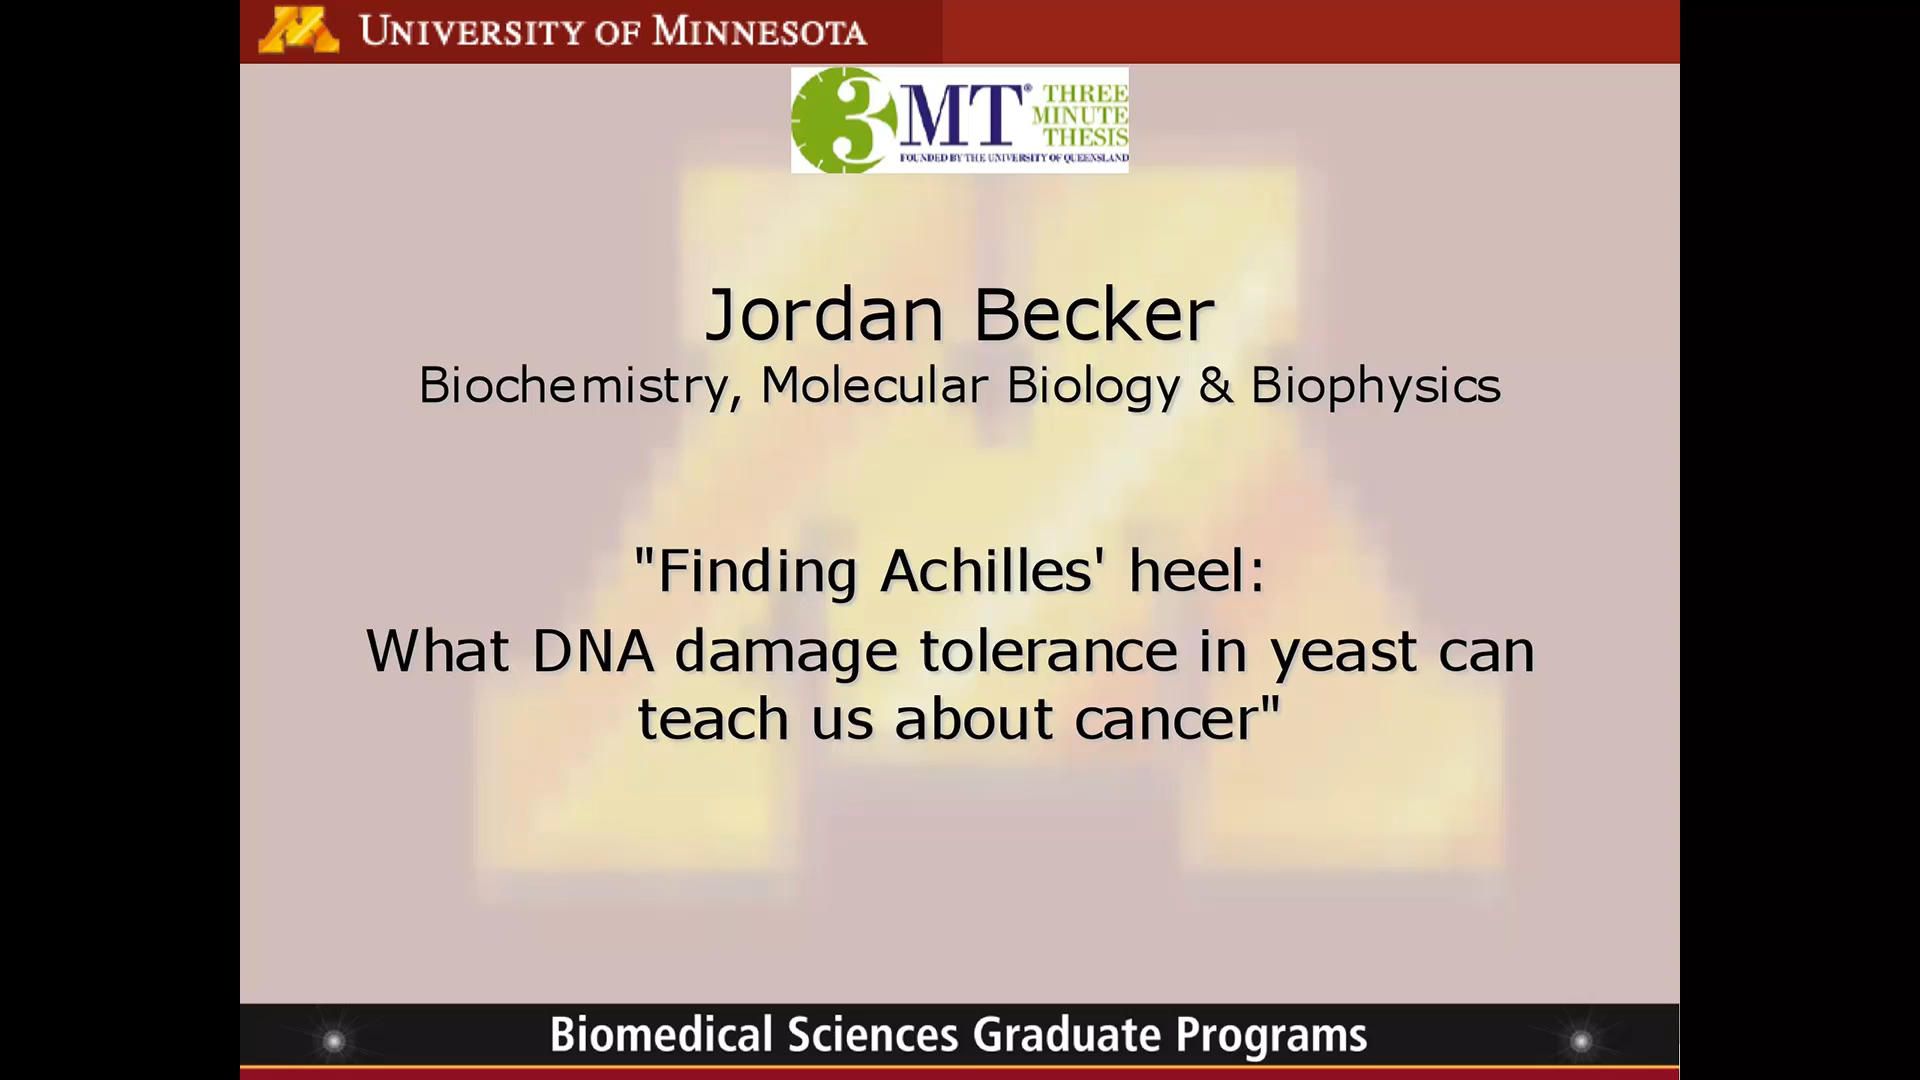 UNIVERSITY OF MINNESOTA
3MT® THREE MINUTE THESIS
FOUNDED BY THE UNIVERSITY OF QUEENSLAND
Jordan Becker
Biochemistry, Molecular Biology & Biophysics
"Finding Achilles' heel:
What DNA damage tolerance in yeast can
teach us about cancer"
Biomedical Sciences Graduate Programs